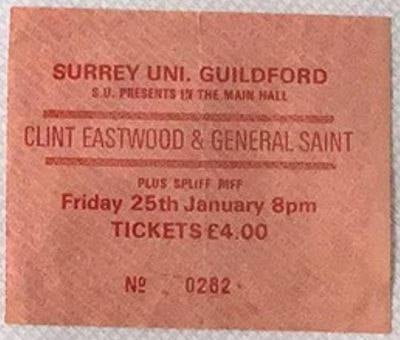 SURREY UNI. GUILDFORD
S.U. PRESENTS IN THE MAIN HALL
CLINT EASTWOOD & GENERAL SAINT
PLUS SPLIFF RIFF
Friday 25th January 8pm
TICKETS £4.00
Nº 0282